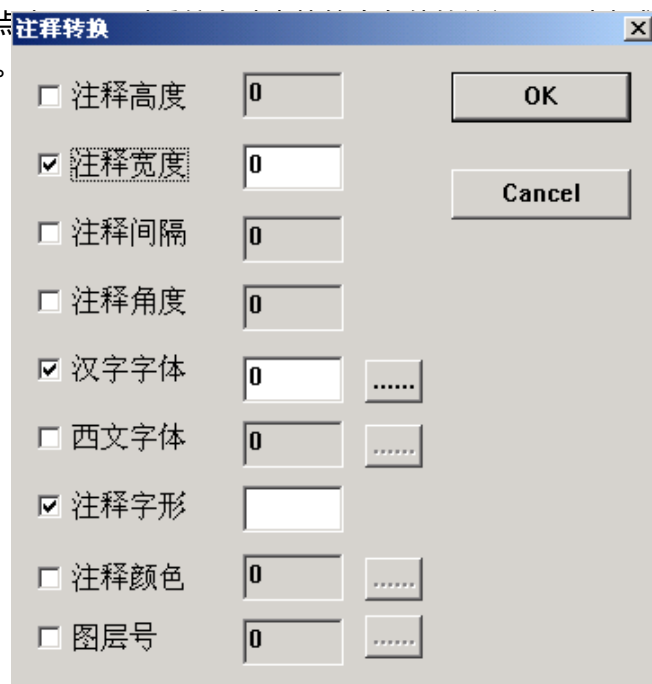 注释转换
注释高度 0 OK
注释宽度 0
Cancel
注释间隔 0
注释角度 0
汉字字体 0 ......
西文字体 0 ......
注释字形
注释颜色 0 ......
图层号 0 ......